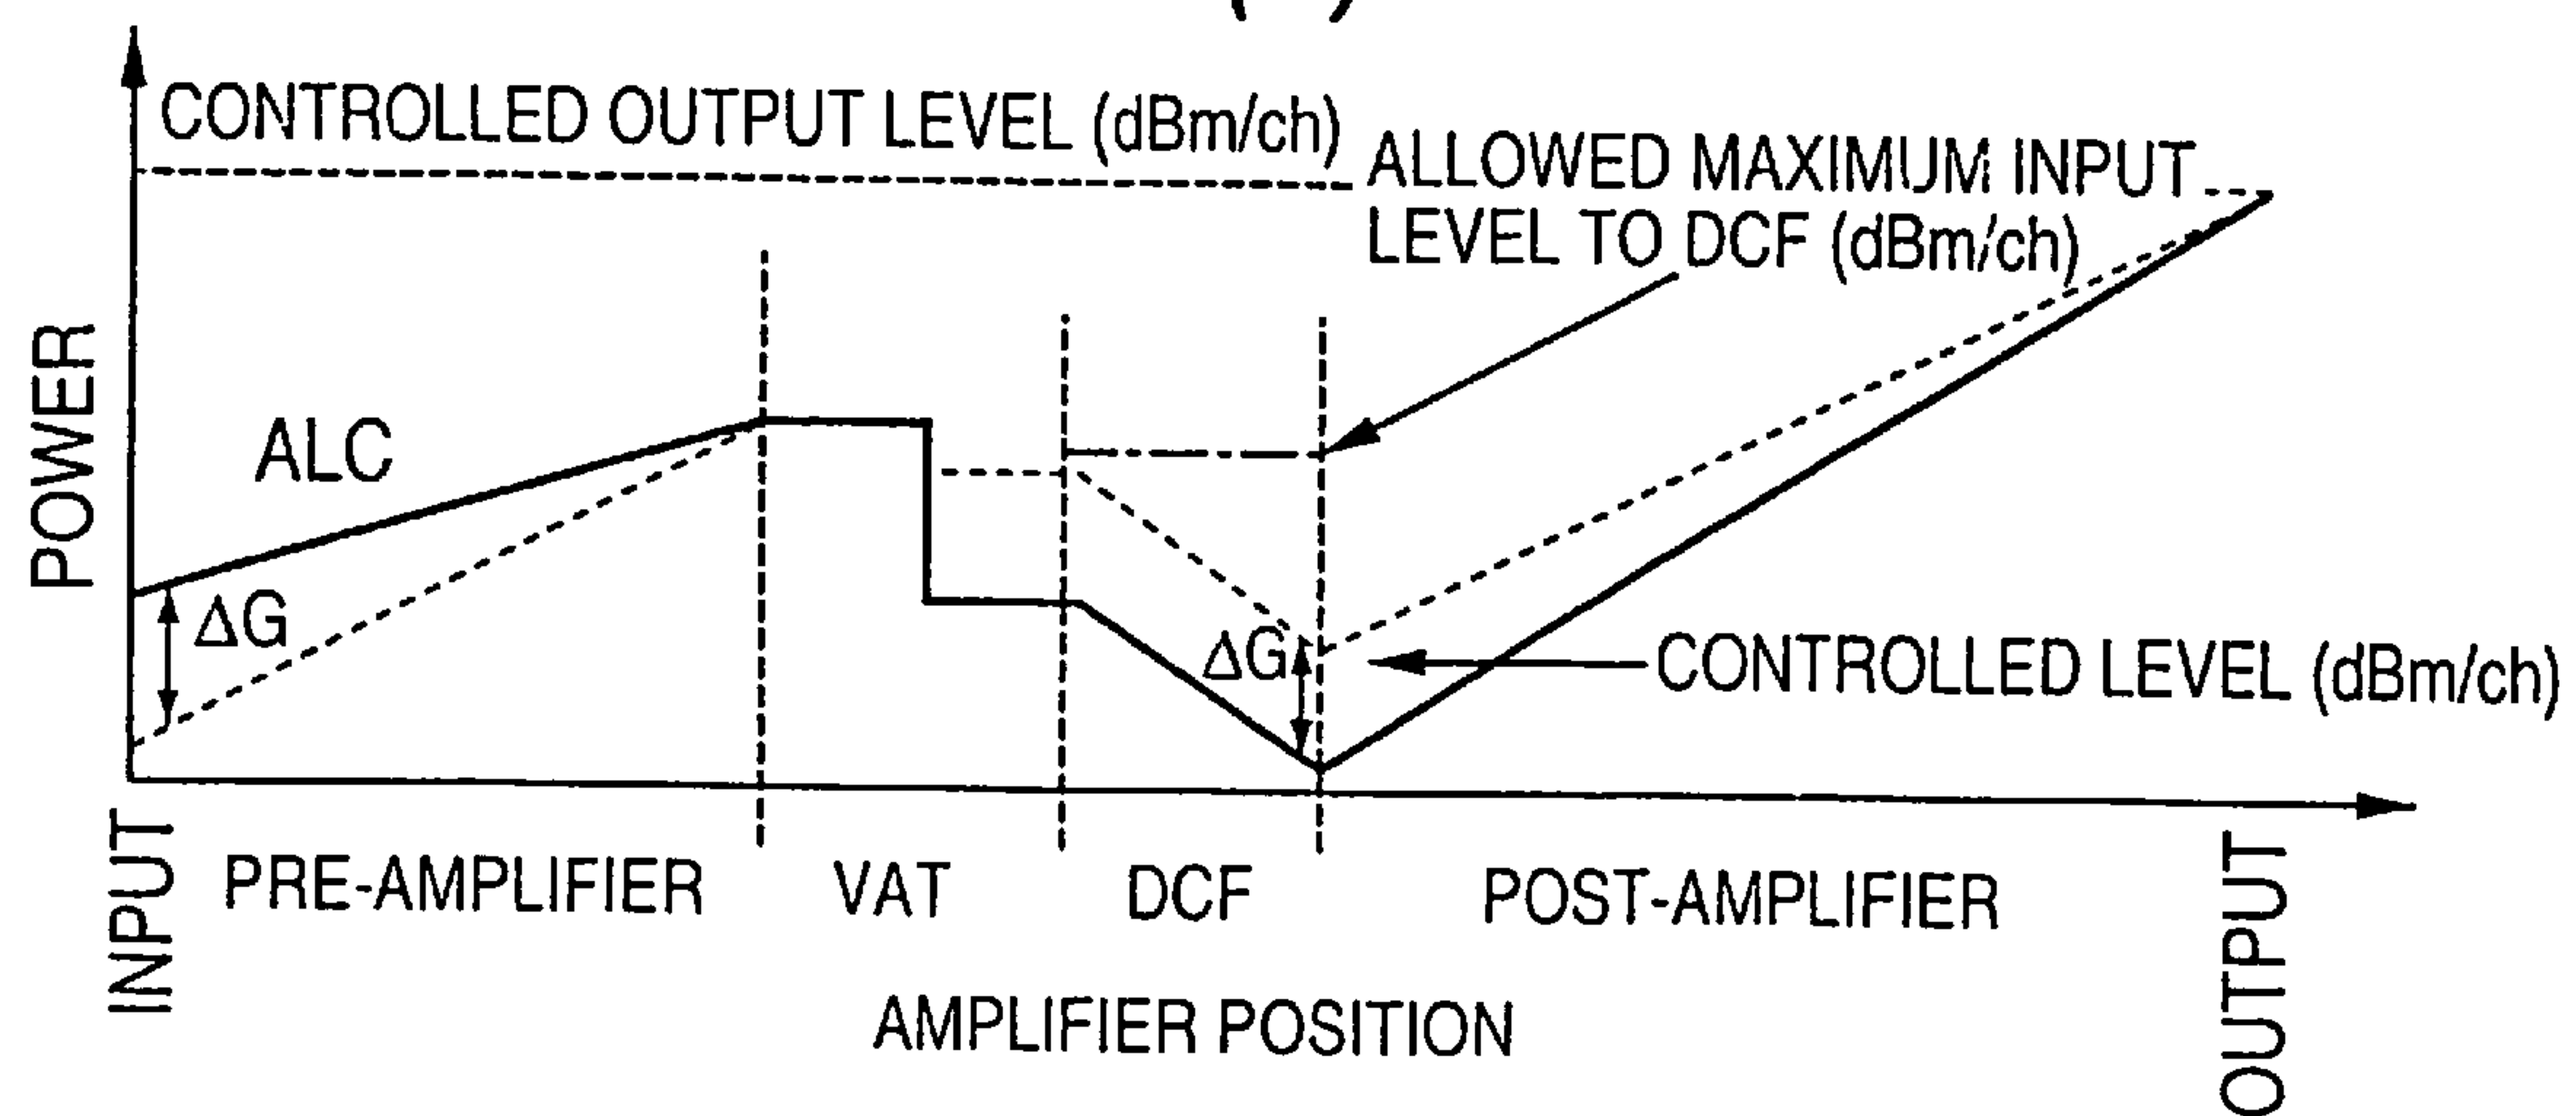 CONTROLLED OUTPUT LEVEL (dBm/ch)
ALLOWED MAXIMUM INPUT
LEVEL TO DCF (dBm/ch)
POWER
ALC
ΔG
ΔG
CONTROLLED LEVEL (dBm/ch)
INPUT
PRE-AMPLIFIER
VAT
DCF
POST-AMPLIFIER
OUTPUT
AMPLIFIER POSITION